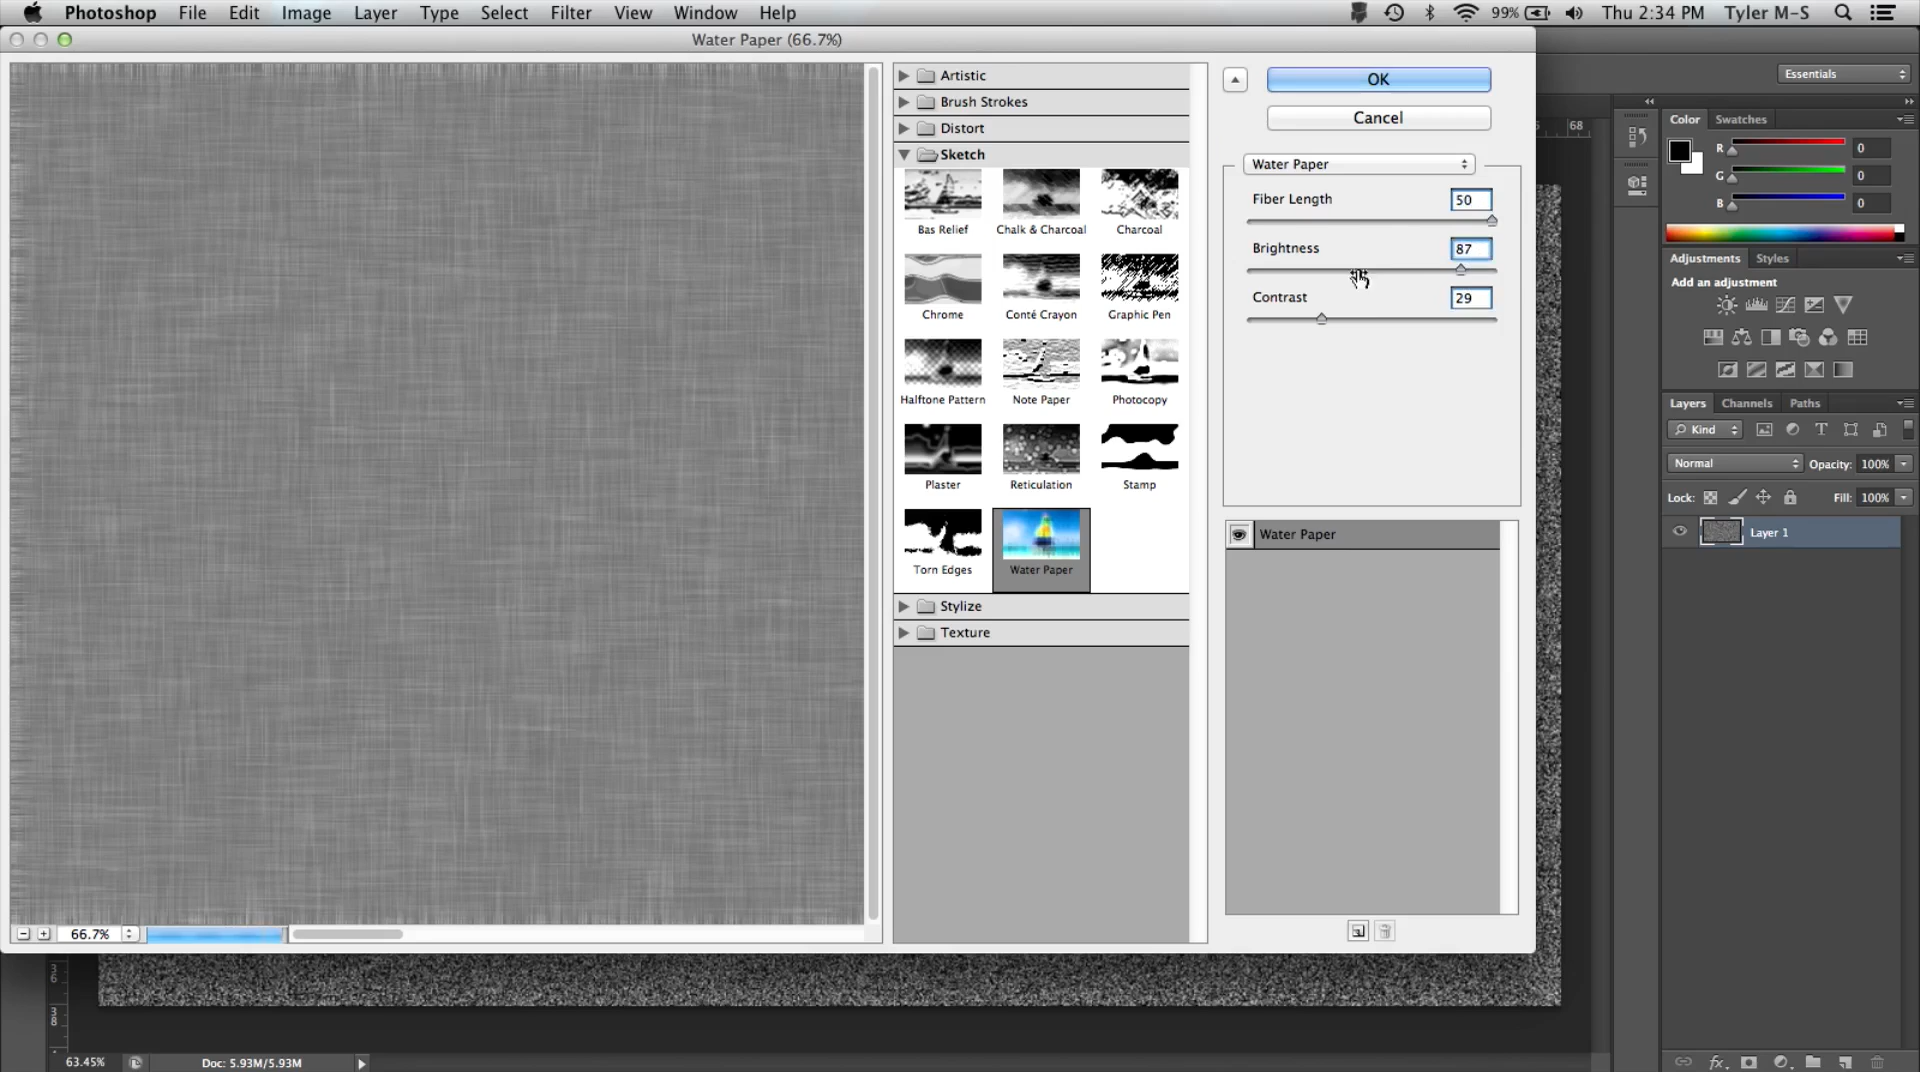 Photoshop File Edit Image Layer Type Select Filter View Window Help 99% Thu 2:34 PM Tyler M-S
Water Paper (66.7%)
Essentials
Artistic
Brush Strokes
Distort
Sketch
Bas Relief Chalk & Charcoal Charcoal
Chrome Conté Crayon Graphic Pen
Halftone Pattern Note Paper Photocopy
Plaster Reticulation Stamp
Torn Edges Water Paper
Stylize
Texture
66.7%
OK
Cancel
Water Paper
Fiber Length 50
Brightness 87
Contrast 29
Water Paper
68
Color Swatches
R 0
G 0
B 0
Adjustments Styles
Add an adjustment
Layers Channels Paths
Kind T
Normal Opacity: 100%
Lock: Fill: 100%
Layer 1
3
6
3
8
63.45% Doc: 5.93M/5.93M
fx